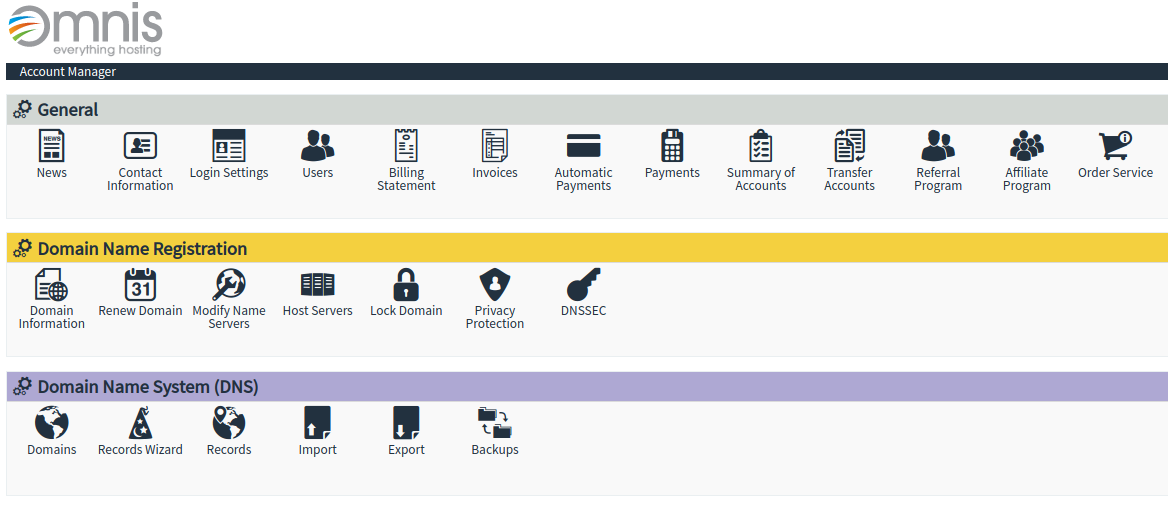 Omnis
everything hosting
Account Manager
General
NEWS
News
Contact
Information
Login Settings
Users
Billing
Statement
Invoices
Automatic
Payments
Payments
Summary of
Accounts
Transfer
Accounts
Referral
Program
Affiliate
Program
Order Service
Domain Name Registration
Domain
Information
31
Renew Domain
Modify Name
Servers
Host Servers
Lock Domain
Privacy
Protection
DNSSEC
Domain Name System (DNS)
Domains
Records Wizard
Records
Import
Export
Backups